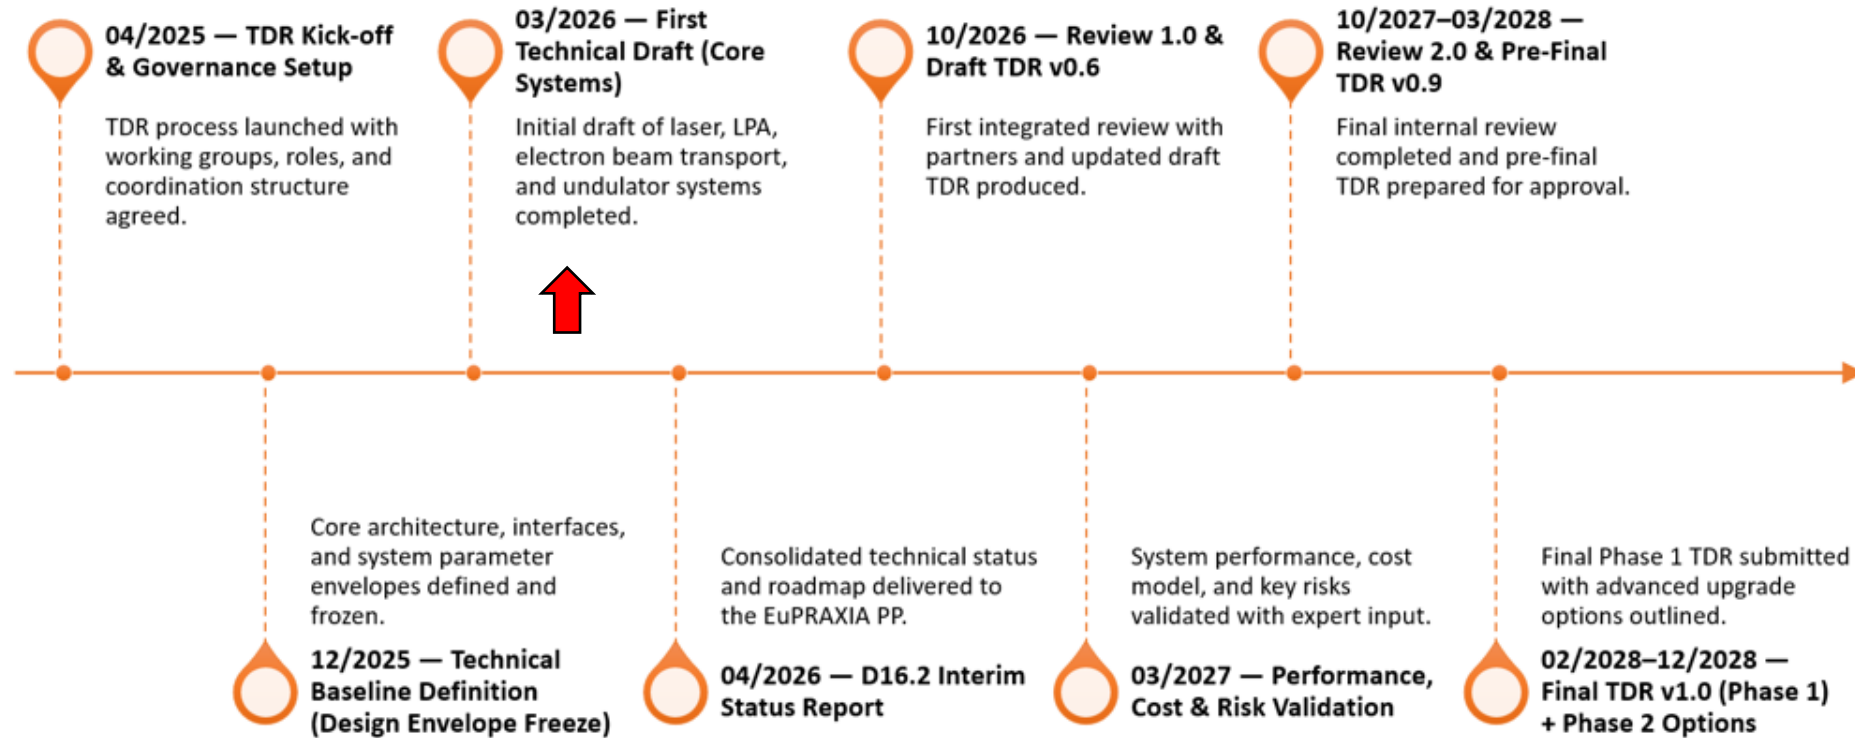 04/2025 — TDR Kick-off
& Governance Setup
TDR process launched with
working groups, roles, and
coordination structure
agreed.
03/2026 — First
Technical Draft (Core
Systems)
Initial draft of laser, LPA,
electron beam transport,
and undulator systems
completed.
10/2026 — Review 1.0 &
Draft TDR v0.6
First integrated review with
partners and updated draft
TDR produced.
10/2027–03/2028 —
Review 2.0 & Pre-Final
TDR v0.9
Final internal review
completed and pre-final
TDR prepared for approval.
Core architecture, interfaces,
and system parameter
envelopes defined and
frozen.
12/2025 — Technical
Baseline Definition
(Design Envelope Freeze)
Consolidated technical status
and roadmap delivered to
the EuPRAXIA PP.
04/2026 — D16.2 Interim
Status Report
System performance, cost
model, and key risks
validated with expert input.
03/2027 — Performance,
Cost & Risk Validation
Final Phase 1 TDR submitted
with advanced upgrade
options outlined.
02/2028–12/2028 —
Final TDR v1.0 (Phase 1)
+ Phase 2 Options